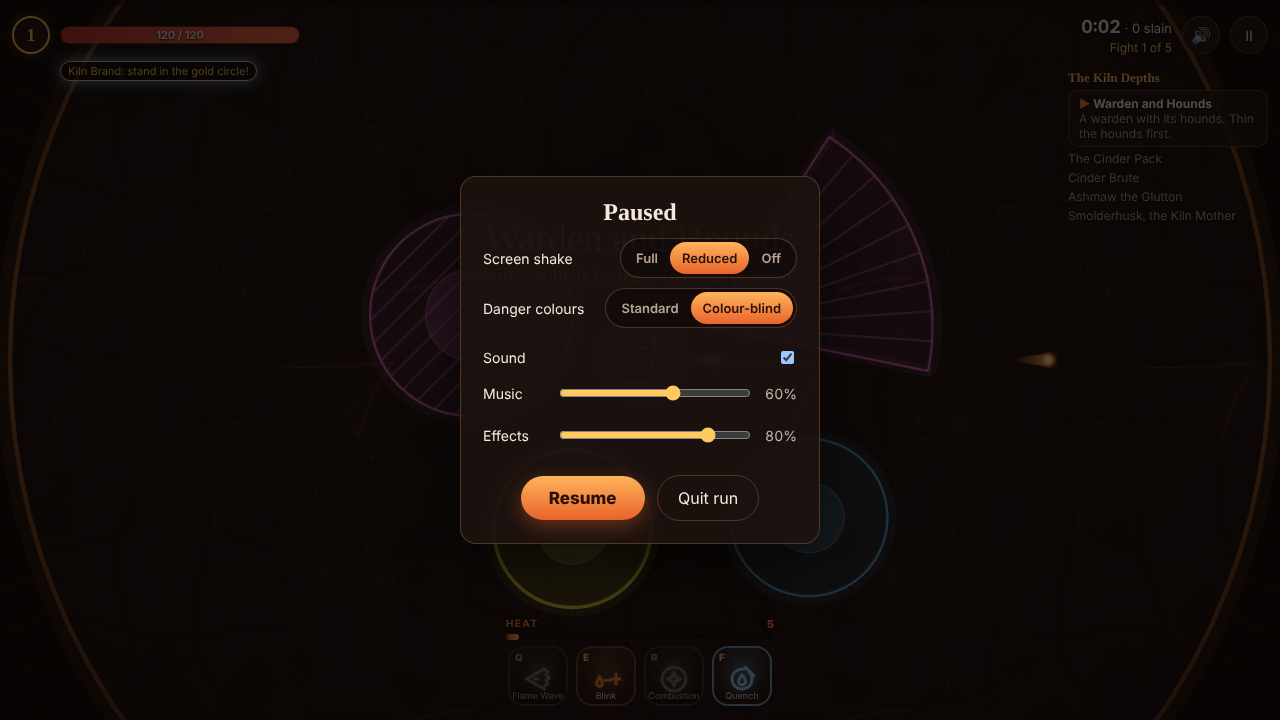 1
120 / 120
Kiln Brand: stand in the gold circle!
0:02 · 0 slain
Fight 1 of 5
The Kiln Depths
Warden and Hounds
A warden with its hounds. Thin
the hounds first.
The Cinder Pack
Cinder Brute
Ashmaw the Glutton
Smolderhusk, the Kiln Mother
Paused
Warden and Hounds
Screen shake
Full
Reduced
Off
Danger colours
Standard
Colour-blind
Sound
Music
60%
Effects
80%
Resume
Quit run
HEAT
5
Q
Flame Wave
E
Blink
R
Combustion
F
Quench